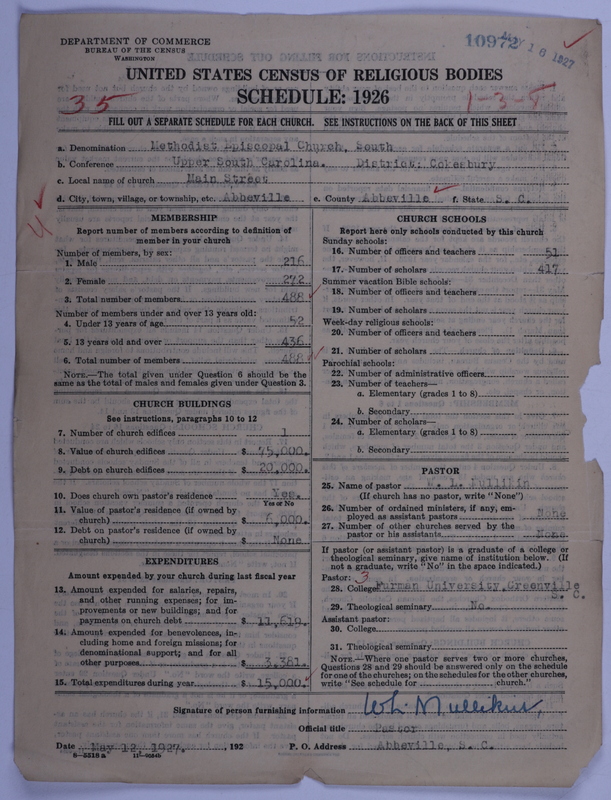 DEPARTMENT OF COMMERCE
BUREAU OF THE CENSUS
WASHINGTON
10972
18 1927
UNITED STATES CENSUS OF RELIGIOUS BODIES
SCHEDULE: 1926
35
1-3-1
FILL OUT A SEPARATE SCHEDULE FOR EACH CHURCH. SEE INSTRUCTIONS ON THE BACK OF THIS SHEET
a. Denomination Methodist Episcopal Church, South
b. Conference Upper South Carolina. District: Cokesbury
c. Local name of church Main Street
d. City, town, village, or township, etc. Abbeville e. County Abbeville f. State S. C.
4
MEMBERSHIP
Report number of members according to definition of
member in your church
Number of members, by sex:
1. Male 216
2. Female 272
3. Total number of members 488
Number of members under and over 13 years old:
4. Under 13 years of age 52
5. 13 years old and over 436
6. Total number of members 488
NOTE.—The total given under Question 6 should be the
same as the total of males and females given under Question 3.
CHURCH BUILDINGS
See instructions, paragraphs 10 to 12
7. Number of church edifices 1
8. Value of church edifices $ 75,000.
9. Debt on church edifices $ 20,000.
10. Does church own pastor's residence Yes.
Yes or No
11. Value of pastor's residence (if owned by
church) $ 6,000.
12. Debt on pastor's residence (if owned by
church) $ None
EXPENDITURES
Amount expended by your church during last fiscal year
13. Amount expended for salaries, repairs,
and other running expenses; for im-
provements or new buildings; and for
payments on church debt $ 11,619.
14. Amount expended for benevolences, in-
cluding home and foreign missions; for
denominational support; and for all
other purposes $ 3,381.
15. Total expenditures during year $ 15,000.
CHURCH SCHOOLS
Report here only schools conducted by this church
Sunday schools:
16. Number of officers and teachers 51
17. Number of scholars 417
Summer vacation Bible schools:
18. Number of officers and teachers
19. Number of scholars
Week-day religious schools:
20. Number of officers and teachers
21. Number of scholars
Parochial schools:
22. Number of administrative officers
23. Number of teachers—
a. Elementary (grades 1 to 8)
b. Secondary
24. Number of scholars—
a. Elementary (grades 1 to 8)
b. Secondary
PASTOR
25. Name of pastor W. L. Mullikin
(If church has no pastor, write "None")
26. Number of ordained ministers, if any, em-
ployed as assistant pastors None
27. Number of other churches served by the
pastor or his assistants None
If pastor (or assistant pastor) is a graduate of a college or
theological seminary, give name of institution below. (If
not a graduate, write "No" in the space indicated.)
Pastor: 3
28. College Furman University, Greenville
S. C.
29. Theological seminary No.
Assistant pastor:
30. College
31. Theological seminary
NOTE.—Where one pastor serves two or more churches,
Questions 28 and 29 should be answered only on the schedule
for one of the churches; on the schedules for the other churches,
write "See schedule for church."
Signature of person furnishing information W L Mullikin,
Official title Pastor
Date May 12, 1927. , 192 P. O. Address Abbeville, S. C.